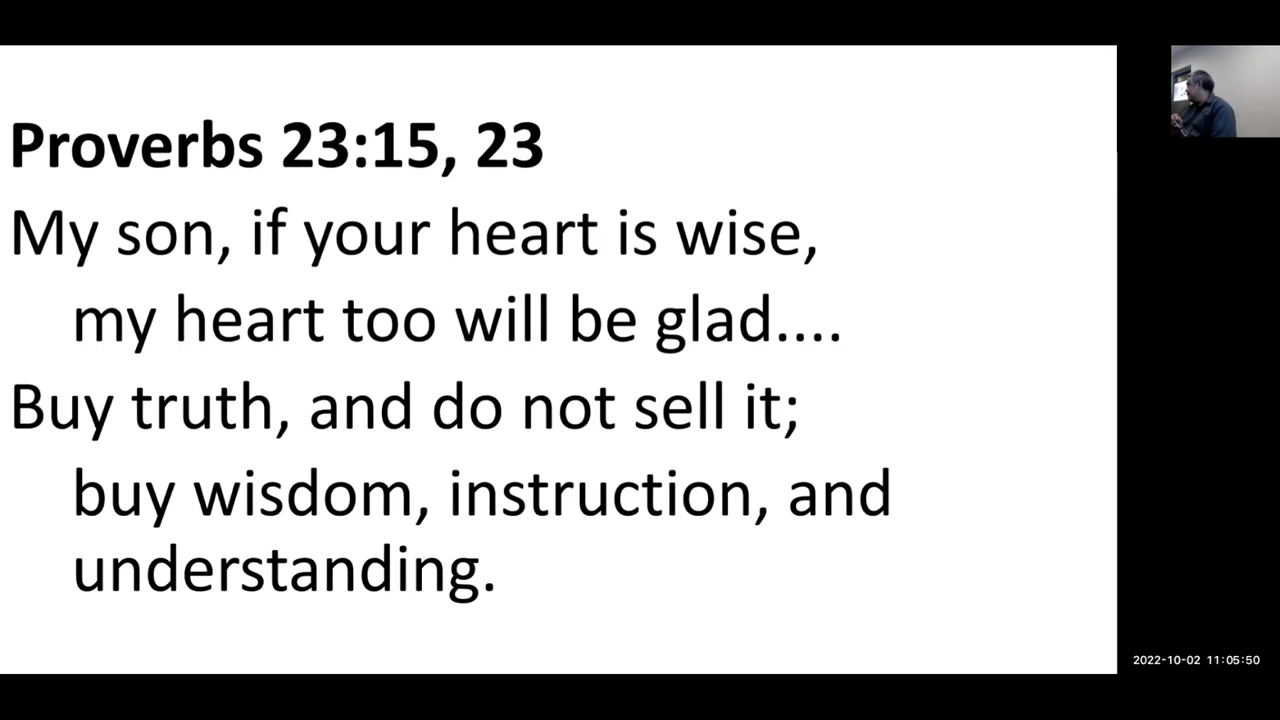 Proverbs 23:15, 23
My son, if your heart is wise,
my heart too will be glad....
Buy truth, and do not sell it;
buy wisdom, instruction, and
understanding.
2022-10-02 11:05:50